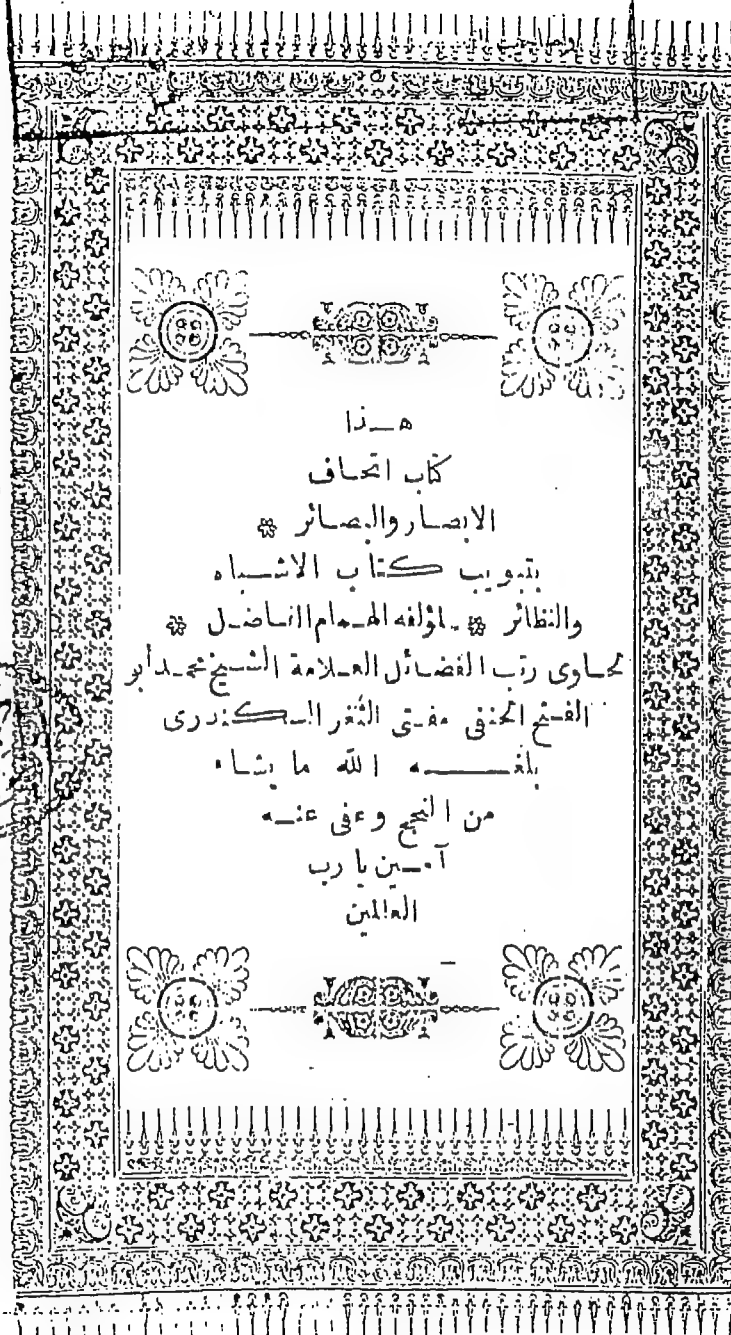 هذا
كتاب اتحاف
الابصار والبصائر
بتبويب كتاب الاشباه
والنظائر لمؤلفه الهمام الفاضل
لحاوى رتب الفضائل العلامة الشيخ محمد أبو
الفتح الحنفى مفتى الثغر السكندرى
بلغه الله ما يشاء
من النجح وعفى عنه
آمين يا رب
العالمين